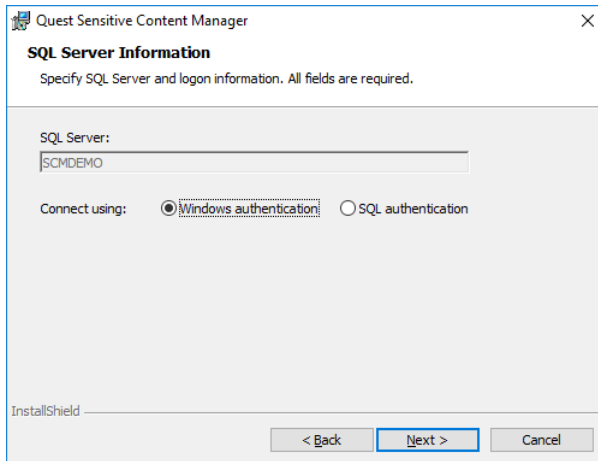 Quest Sensitive Content Manager
SQL Server Information
Specify SQL Server and logon information. All fields are required.
SQL Server:
SCMDEMO
Connect using: Windows authentication SQL authentication
InstallShield
< Back Next > Cancel